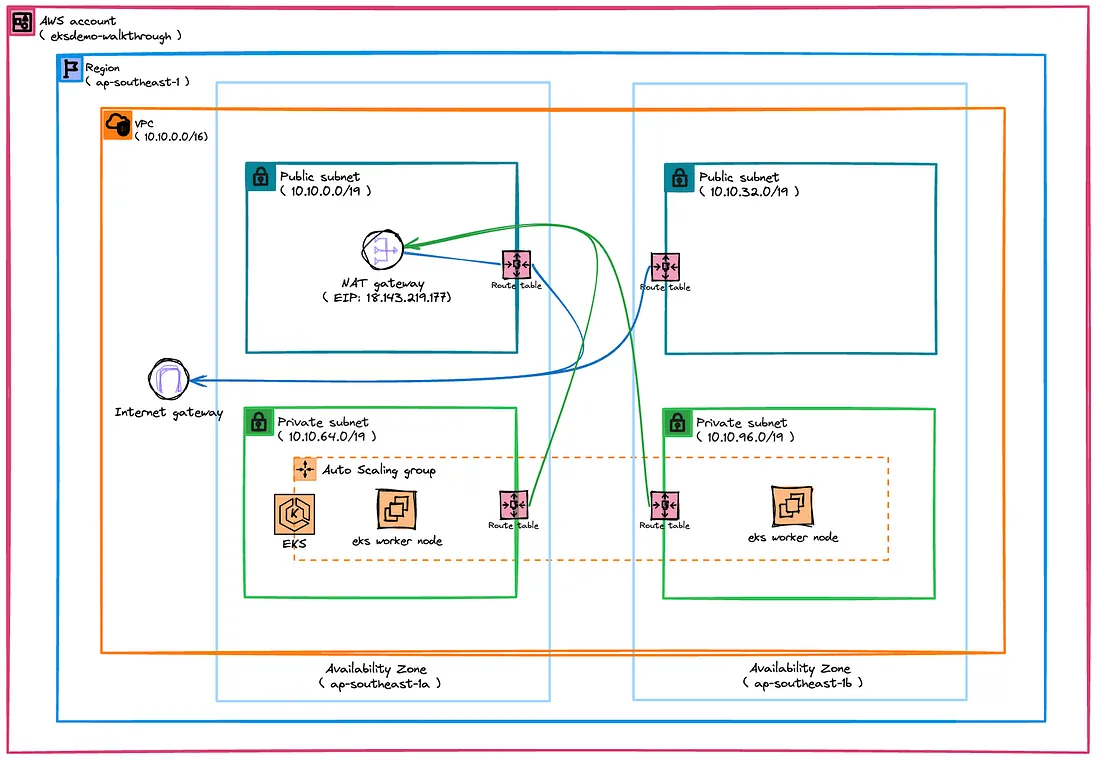 AWS account
( eksdemo-walkthrough )
Region
( ap-southeast-1 )
VPC
( 10.10.0.0/16)
Public subnet
( 10.10.0.0/19 )
Public subnet
( 10.10.32.0/19 )
NAT gateway
( EIP: 18.143.219.177)
Route table
Route table
Internet gateway
Private subnet
( 10.10.64.0/19 )
Private subnet
( 10.10.96.0/19 )
Auto Scaling group
EKS
eks worker node
Route table
Route table
eks worker node
Availability Zone
( ap-southeast-1a )
Availability Zone
( ap-southeast-1b )